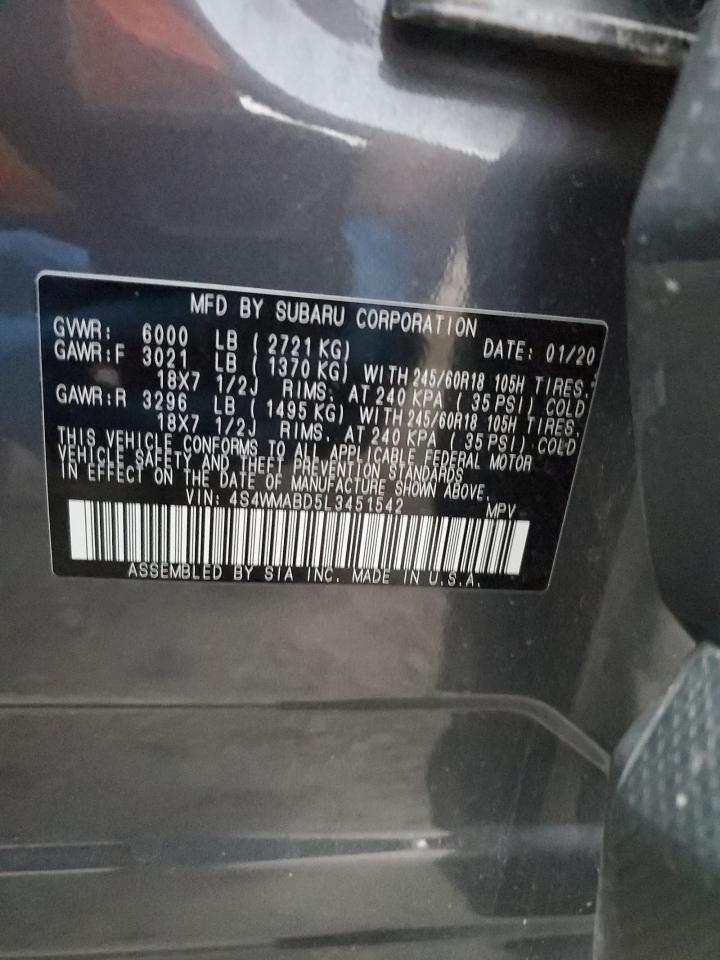 MFD BY SUBARU CORPORATION
GVWR: 6000 LB ( 2721 KG) DATE: 01/20
GAWR:F 3021 LB ( 1370 KG) WITH 245/60R18 105H TIRES.
18X7 1/2J RIMS. AT 240 KPA ( 35 PSI) COLD
GAWR:R 3296 LB ( 1495 KG) WITH 245/60R18 105H TIRES.
18X7 1/2J RIMS. AT 240 KPA ( 35 PSI) COLD
THIS VEHICLE CONFORMS TO ALL APPLICABLE FEDERAL MOTOR
VEHICLE SAFETY AND THEFT PREVENTION STANDARDS
IN EFFECT ON THE DATE OF MANUFACTURE SHOWN ABOVE.
VIN: 4S4WMABD5L3451542 MPV
ASSEMBLED BY SIA INC. MADE IN U.S.A.